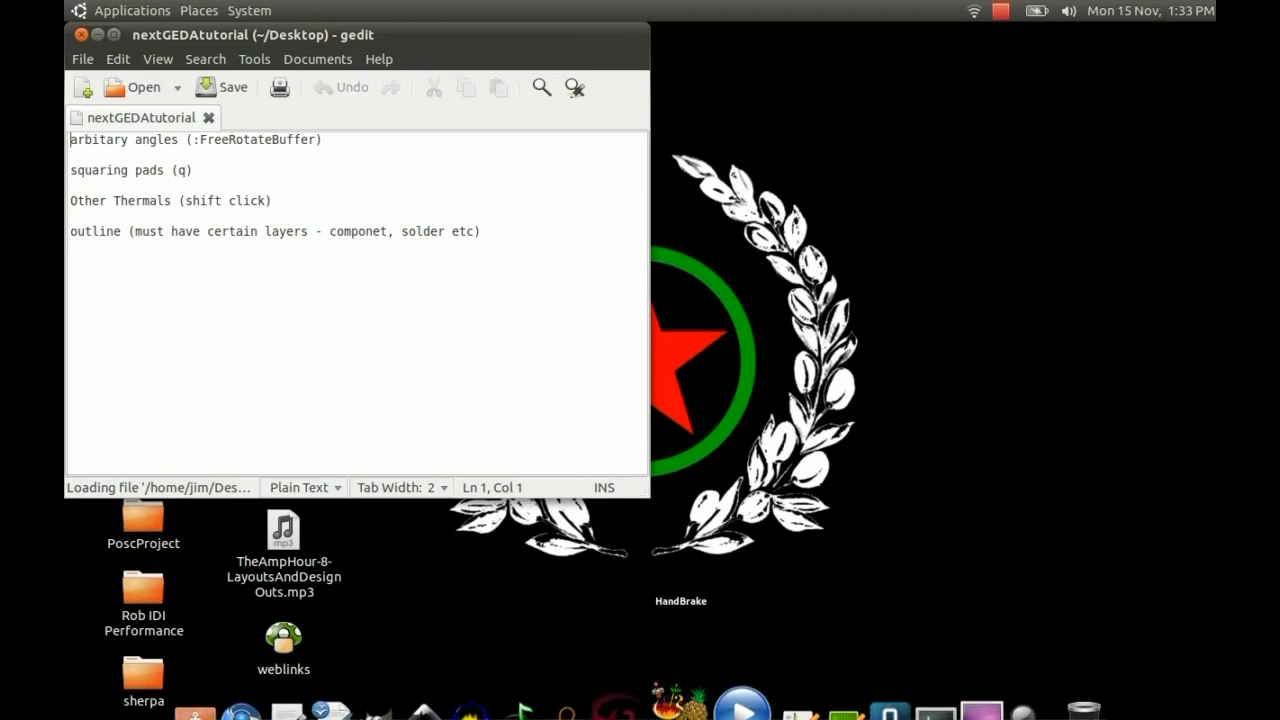 Applications Places System
Mon 15 Nov, 1:33 PM
nextGEDAtutorial (~/Desktop) - gedit
File Edit View Search Tools Documents Help
Open Save Undo
nextGEDAtutorial
arbitary angles (:FreeRotateBuffer)
squaring pads (q)
Other Thermals (shift click)
outline (must have certain layers - componet, solder etc)
Loading file '/home/jim/Des... Plain Text Tab Width: 2 Ln 1, Col 1 INS
PoscProject
mp3
TheAmpHour-8-
LayoutsAndDesign
Outs.mp3
HandBrake
Rob IDI
Performance
weblinks
sherpa